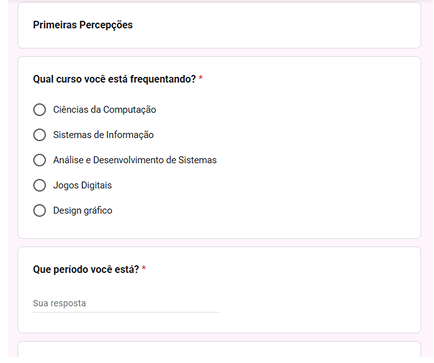 Primeiras Percepções
Qual curso você está frequentando? *
Ciências da Computação
Sistemas de Informação
Análise e Desenvolvimento de Sistemas
Jogos Digitais
Design gráfico
Que período você está? *
Sua resposta